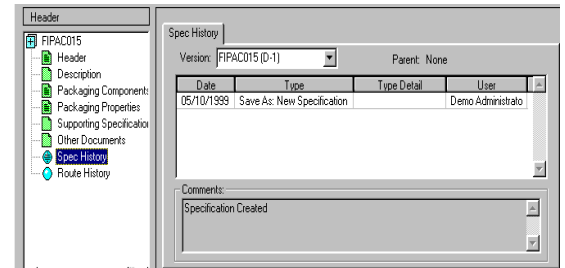 Header
FIPAC015
Header
Description
Packaging Components
Packaging Properties
Supporting Specification
Other Documents
Spec History
Route History
Spec History
Version: FIPAC015 (D-1)
Parent: None
Date Type Type Detail User
05/10/1999 Save As: New Specification Demo Administrato
Comments:
Specification Created